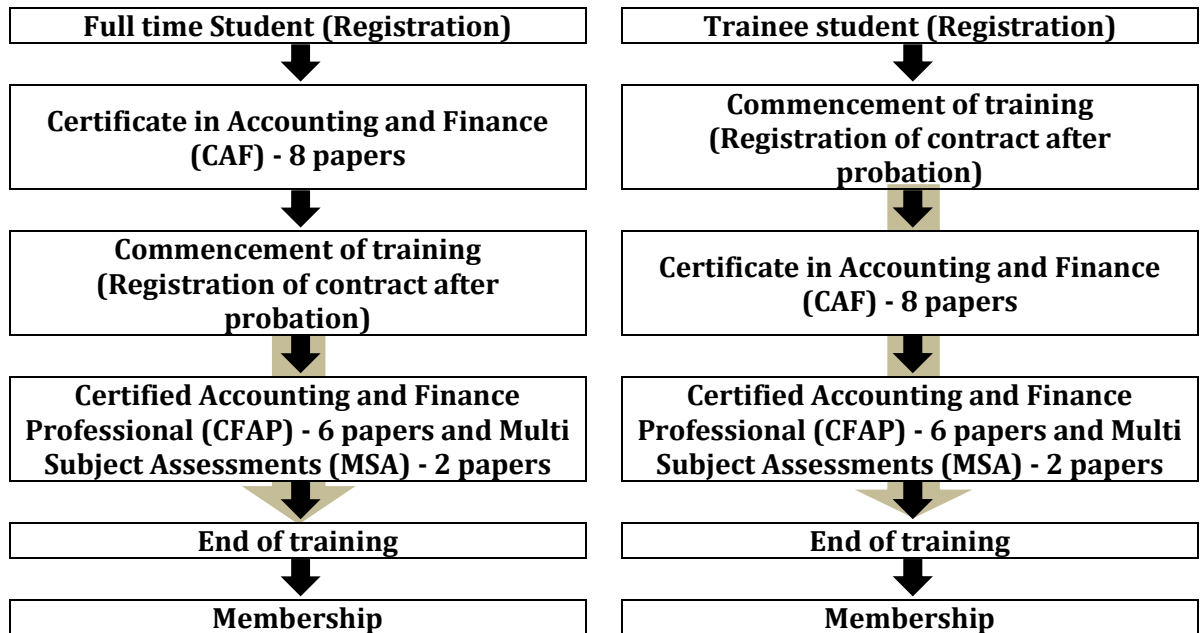 Full time Student (Registration)
Certificate in Accounting and Finance
(CAF) - 8 papers
Commencement of training
(Registration of contract after
probation)
Certified Accounting and Finance
Professional (CFAP) - 6 papers and Multi
Subject Assessments (MSA) - 2 papers
End of training
Membership
Trainee student (Registration)
Commencement of training
(Registration of contract after
probation)
Certificate in Accounting and Finance
(CAF) - 8 papers
Certified Accounting and Finance
Professional (CFAP) - 6 papers and Multi
Subject Assessments (MSA) - 2 papers
End of training
Membership